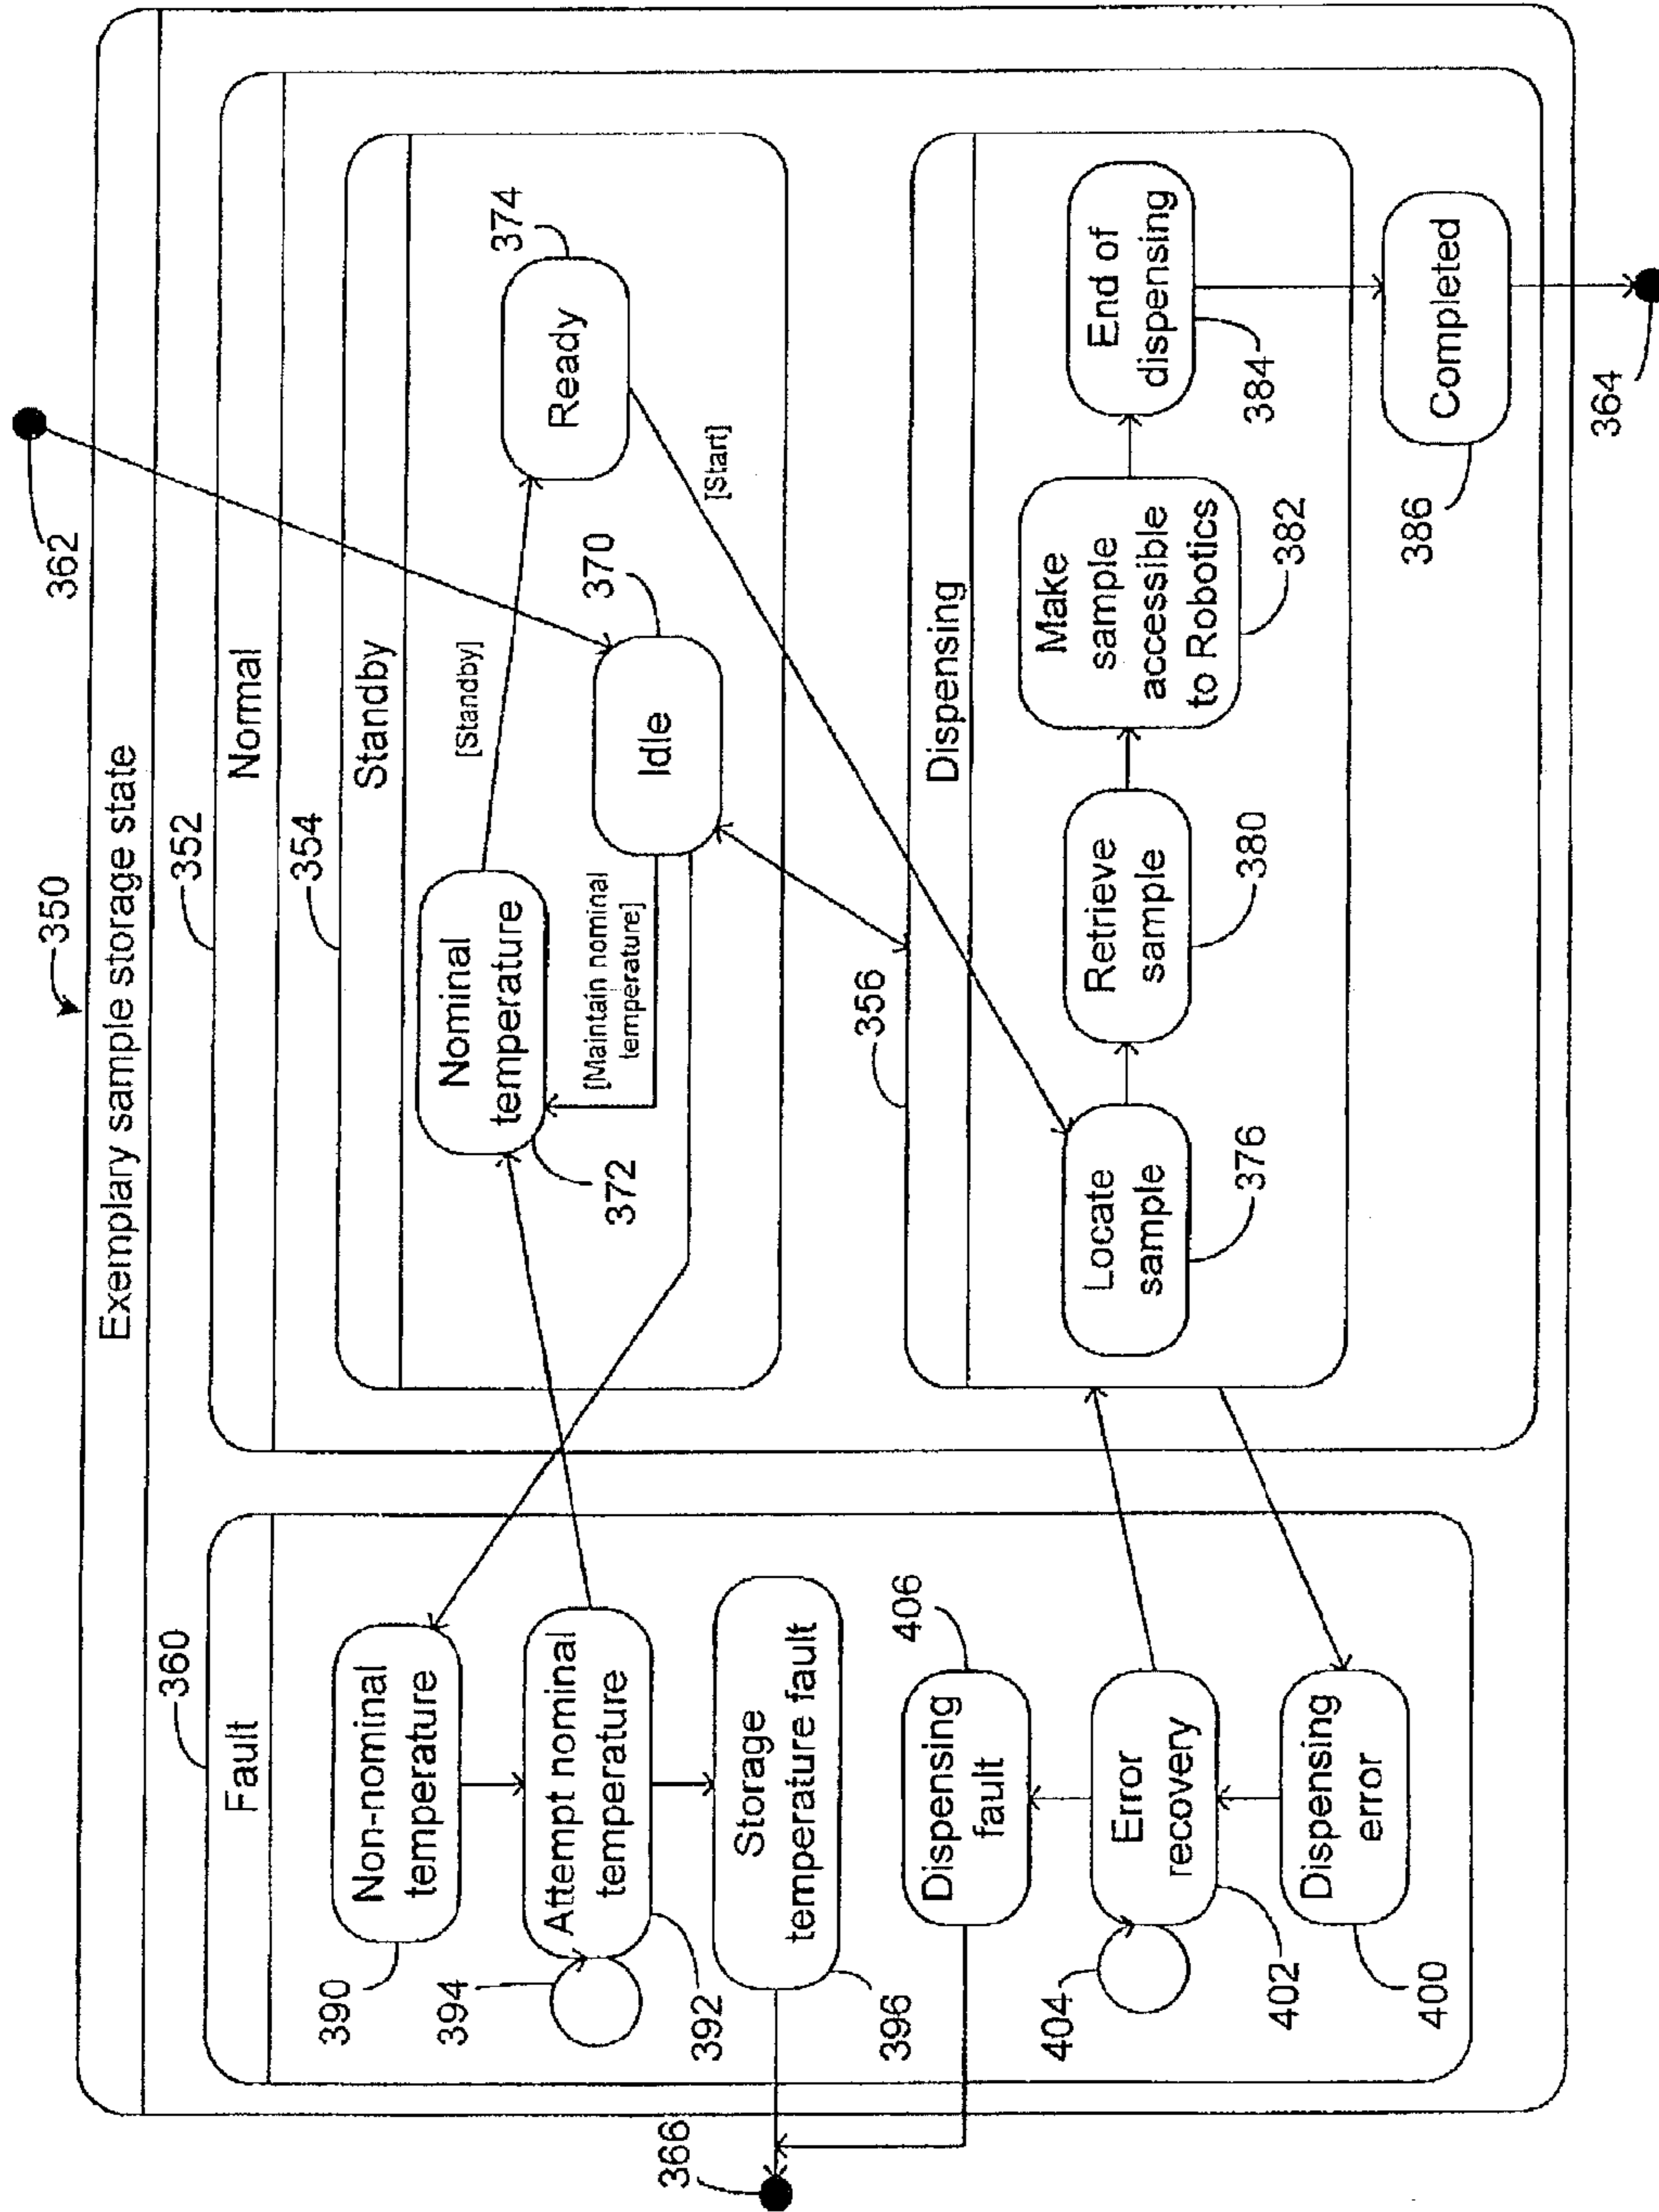 350
Exemplary sample storage state
362
360
Fault
352
Normal
354
Standby
390
Non-nominal
temperature
394
Attempt nominal
temperature
392
Storage
temperature fault
396
366
Nominal
temperature
372
[Standby]
[Maintain nominal
temperature]
Idle
370
Ready
374
[Start]
356
Dispensing
406
Dispensing
fault
404
Error
recovery
402
Dispensing
error
400
Locate
sample
376
Retrieve
sample
380
Make
sample
accessible
to Robotics
382
End of
dispensing
384
Completed
386
364